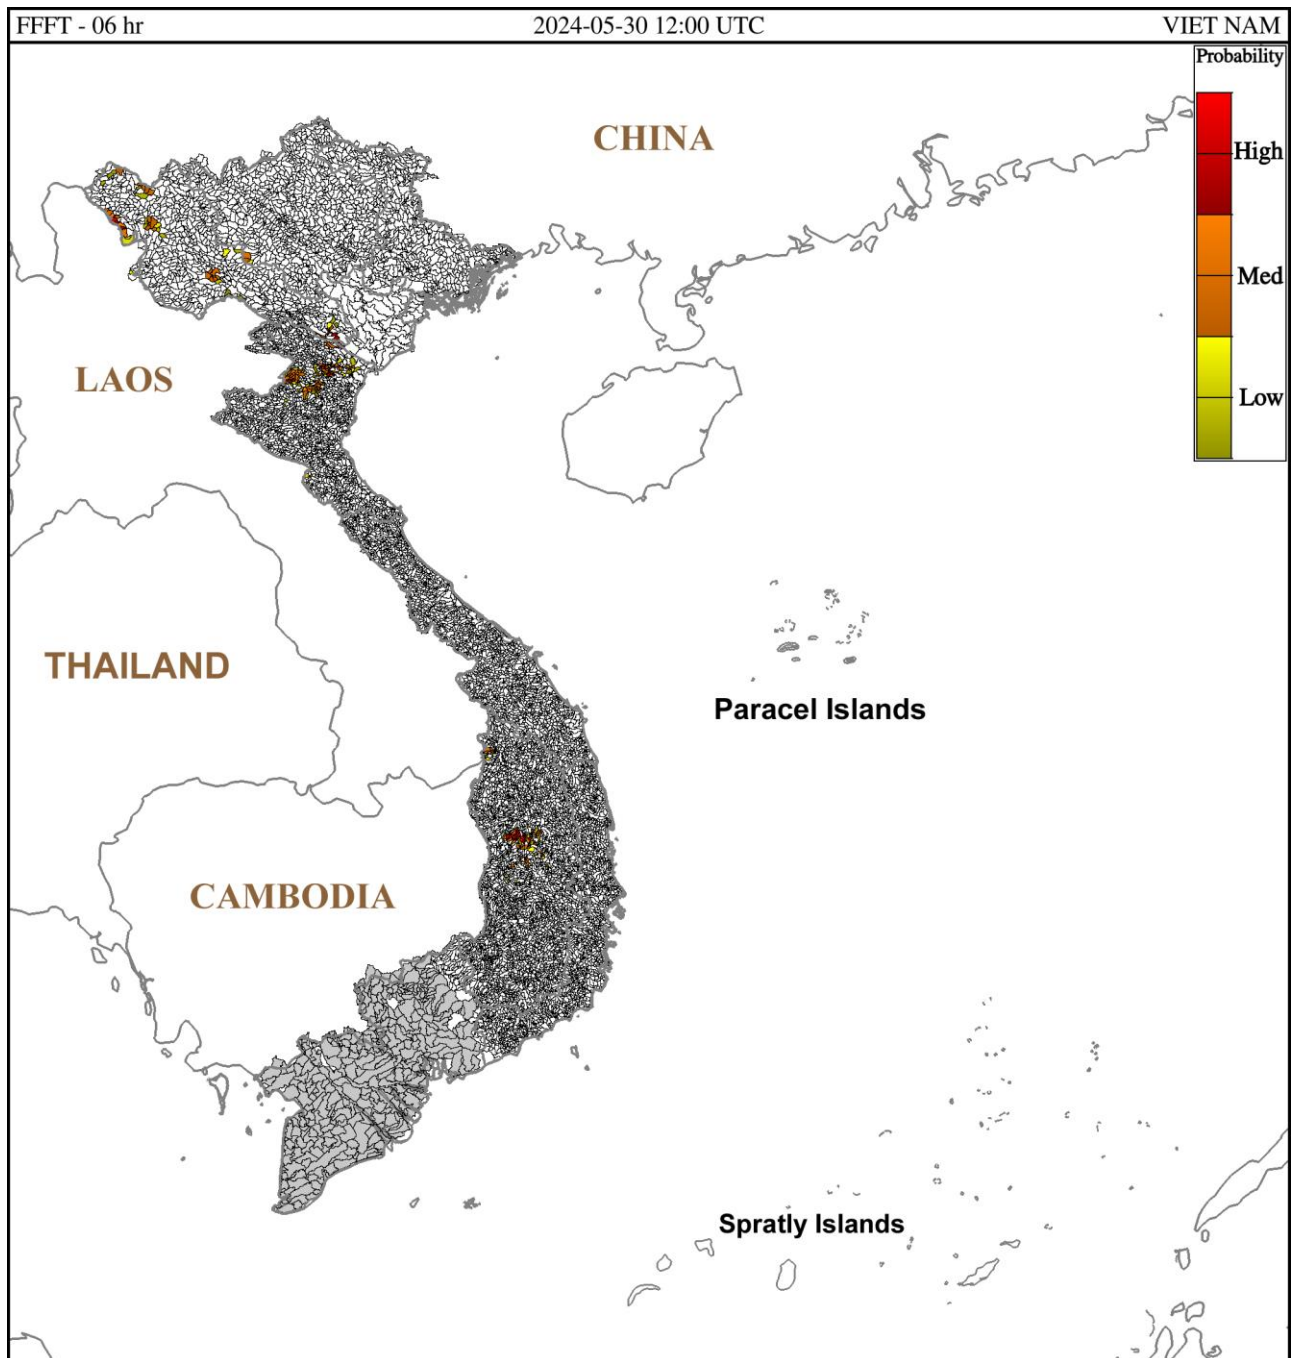 FFFT - 06 hr 2024-05-30 12:00 UTC VIET NAM
Probability
CHINA
High
Med
LAOS
Low
THAILAND
Paracel Islands
CAMBODIA
Spratly Islands